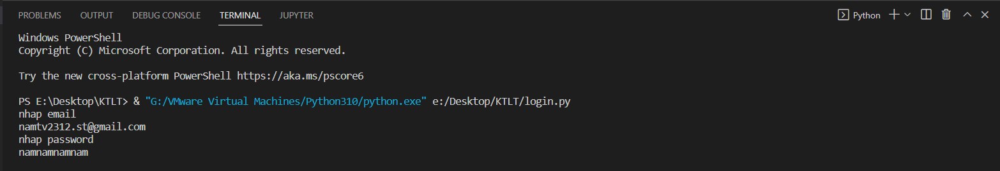 PROBLEMS OUTPUT DEBUG CONSOLE TERMINAL JUPYTER Python
Windows PowerShell
Copyright (C) Microsoft Corporation. All rights reserved.
Try the new cross-platform PowerShell https://aka.ms/pscore6
PS E:\Desktop\KTLT> & "G:/VMware Virtual Machines/Python310/python.exe" e:/Desktop/KTLT/login.py
nhap email
namtv2312.st@gmail.com
nhap password
namnamnamnam